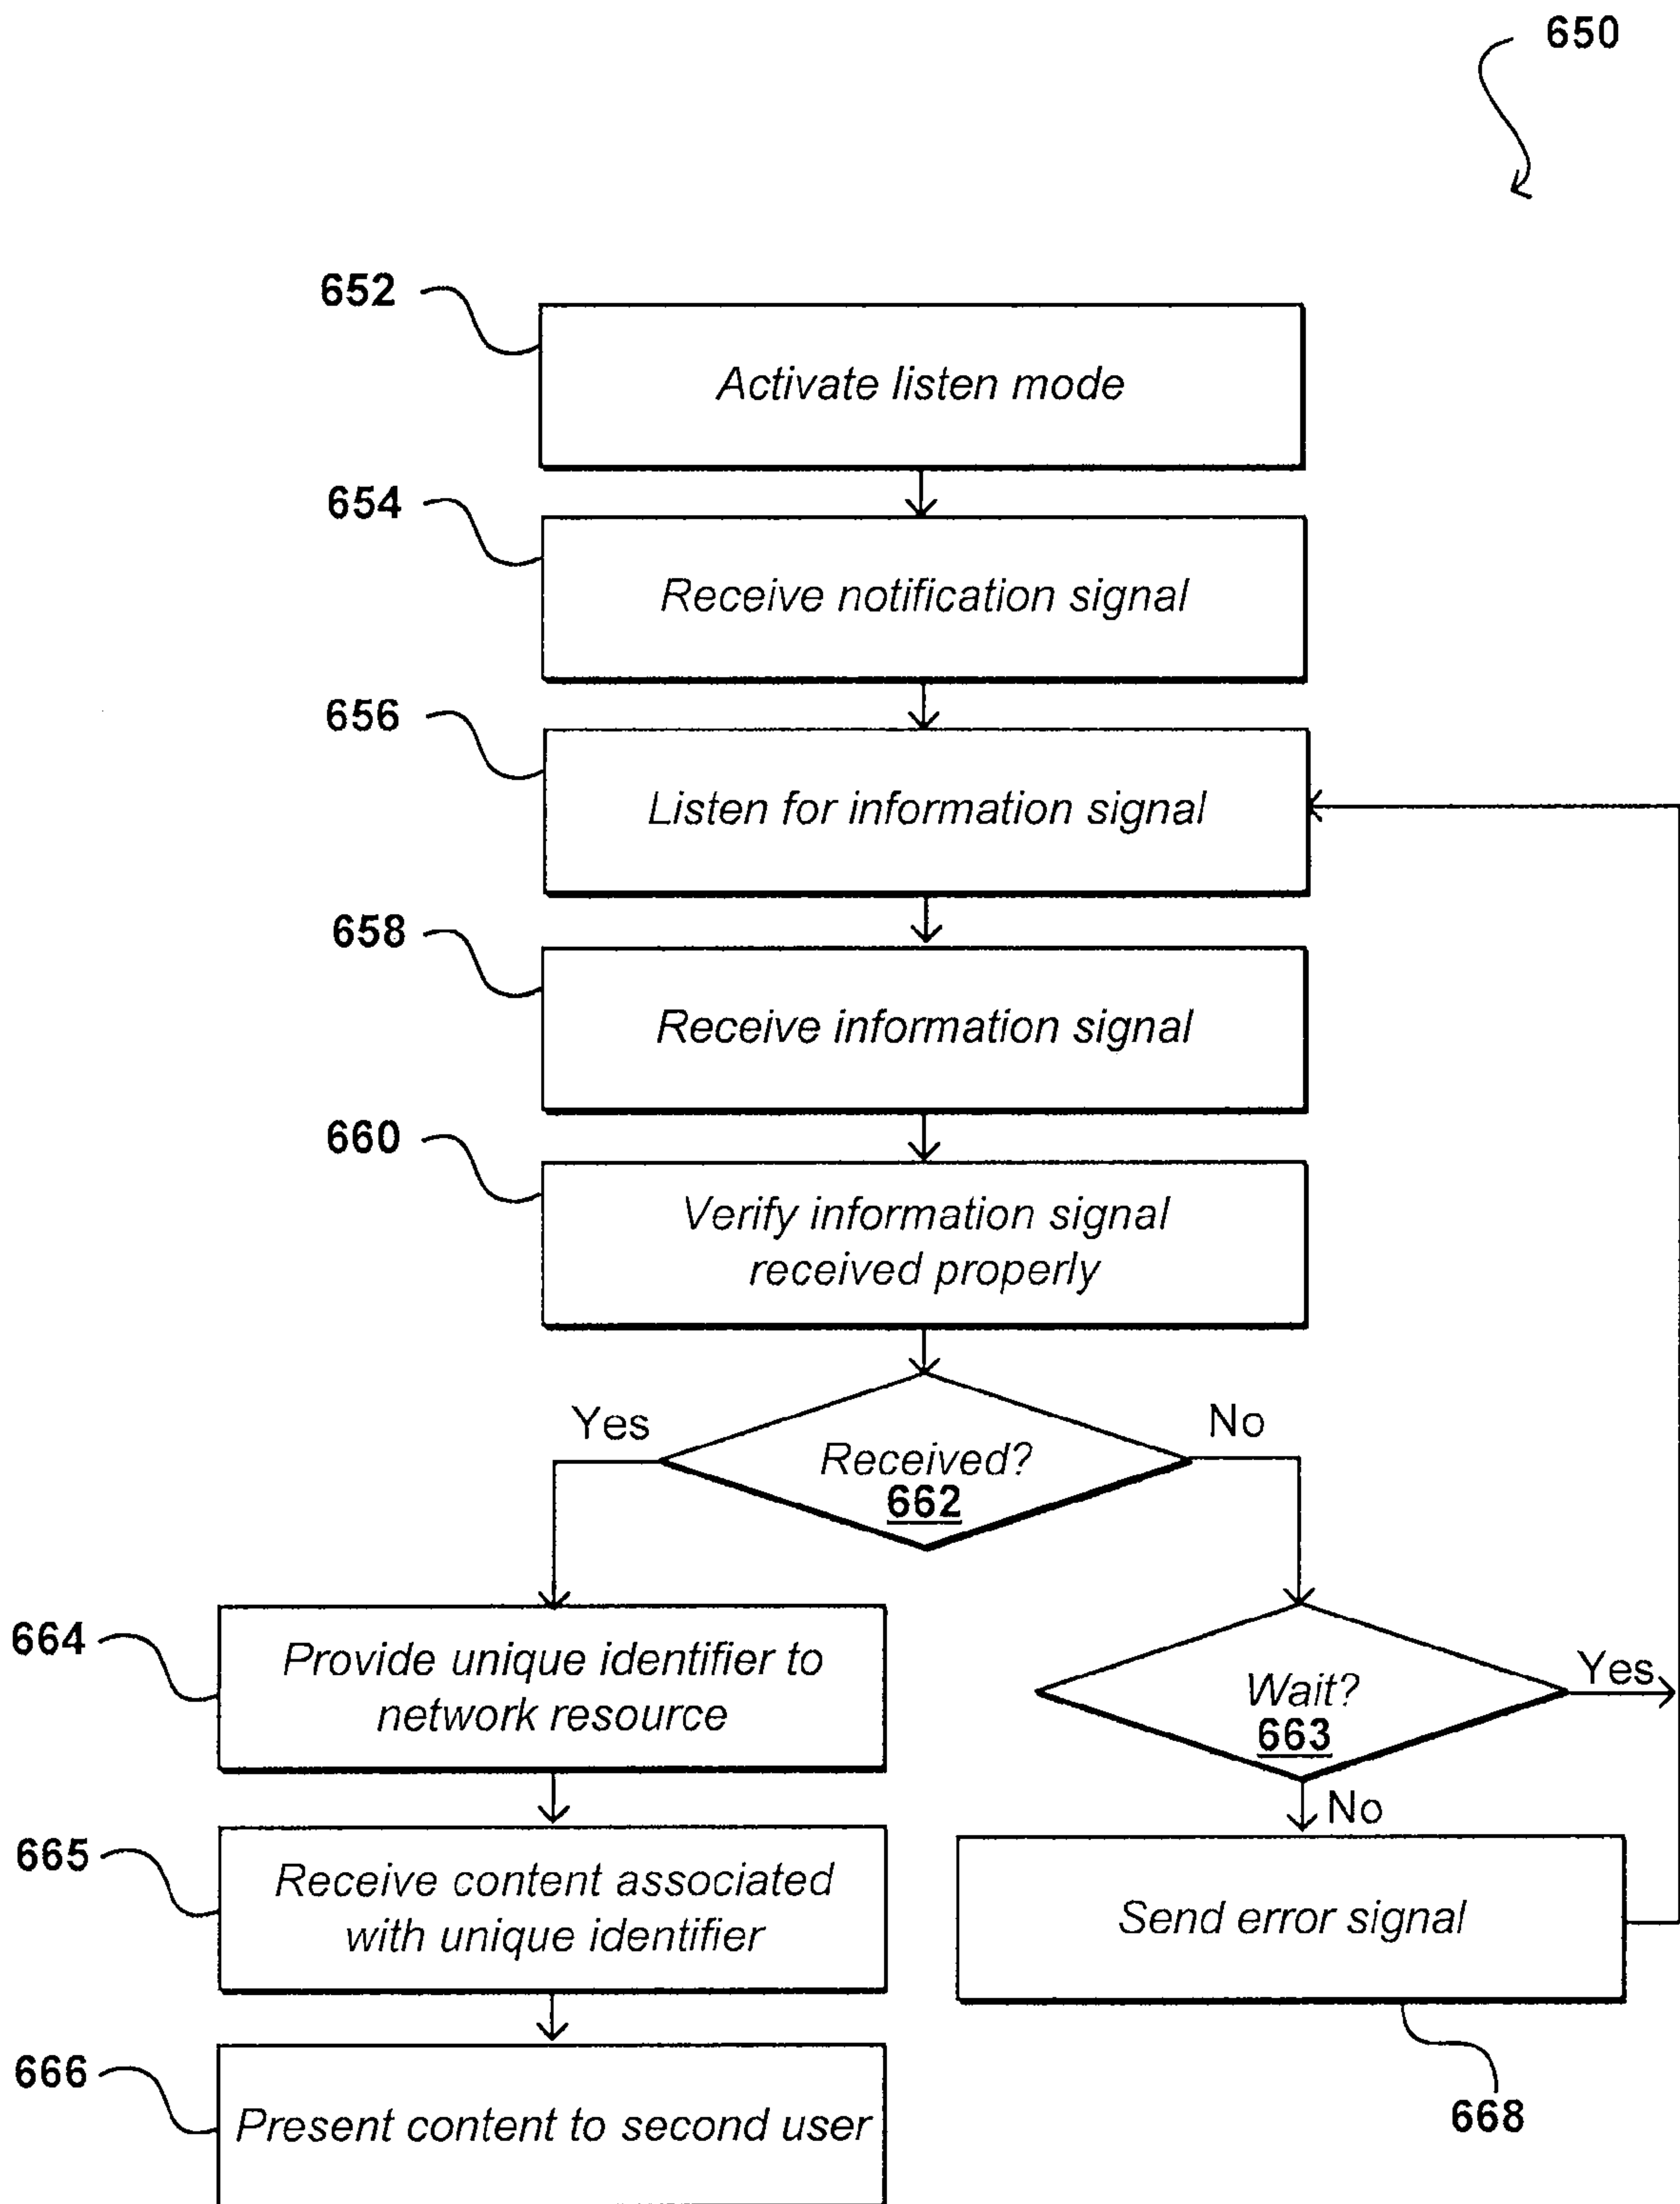 650
652
Activate listen mode
654
Receive notification signal
656
Listen for information signal
658
Receive information signal
660
Verify information signal
received properly
Yes
Received?
662
No
664
Provide unique identifier to
network resource
Wait?
663
Yes
No
665
Receive content associated
with unique identifier
Send error signal
666
Present content to second user
668